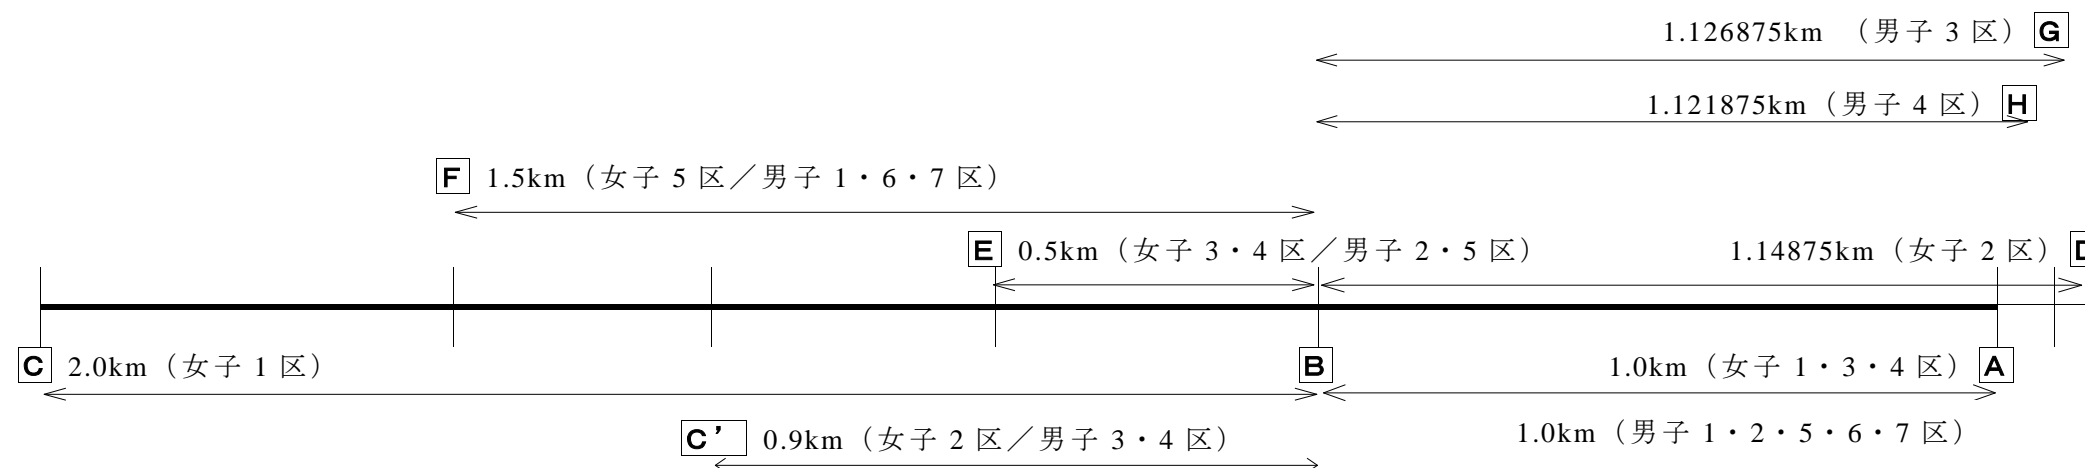 1.126875km （男子 3 区） G
1.121875km（男子 4 区） H
F 1.5km（女子 5 区／男子 1・6・7 区）
E 0.5km（女子 3・4 区／男子 2・5 区） 1.14875km（女子 2 区） D
C 2.0km（女子 1 区） B 1.0km（女子 1・3・4 区） A
C’ 0.9km（女子 2 区／男子 3・4 区） 1.0km（男子 1・2・5・6・7 区）